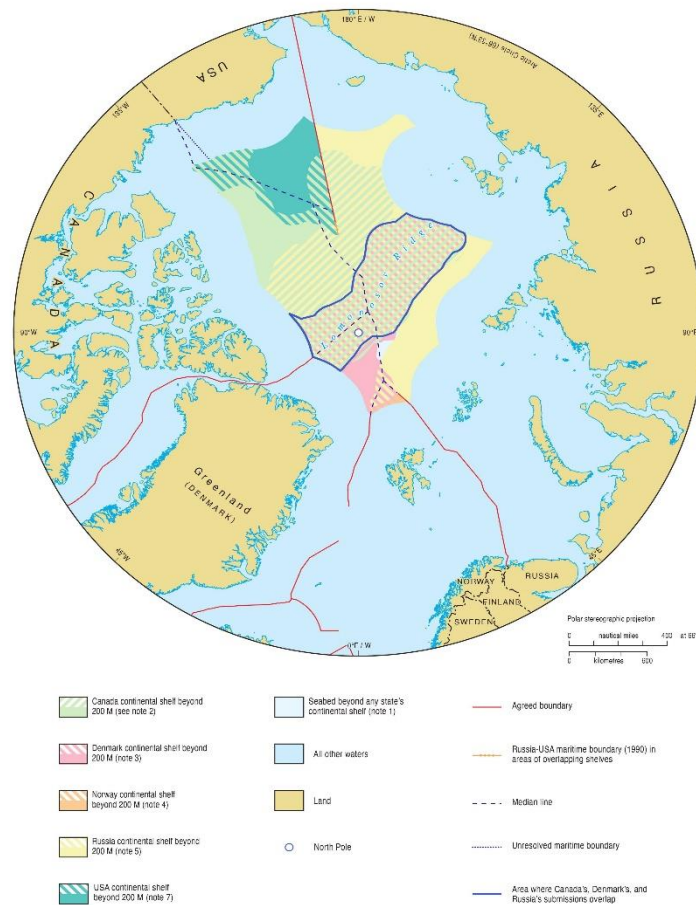 180° E / W
Arctic Circle (66°33'N)
USA
135°W
135°E
CANADA
RUSSIA
Lomonosov Ridge
90°W
90°E
Greenland
(DENMARK)
45°W
45°E
NORWAY
RUSSIA
FINLAND
SWEDEN
0°E / W
Polar stereographic projection
0 nautical miles 400
0 kilometres 600
Canada continental shelf beyond
200 M (see note 2)
Denmark continental shelf beyond
200 M (note 3)
Norway continental shelf
beyond 200 M (note 4)
Russia continental shelf beyond
200 M (note 5)
USA continental shelf
beyond 200 M (note 7)
Seabed beyond any state's
continental shelf (note 1)
All other waters
Land
North Pole
Agreed boundary
Russia-USA maritime boundary (1990) in
areas of overlapping shelves
Median line
Unresolved maritime boundary
Area where Canada's, Denmark's, and
Russia's submissions overlap